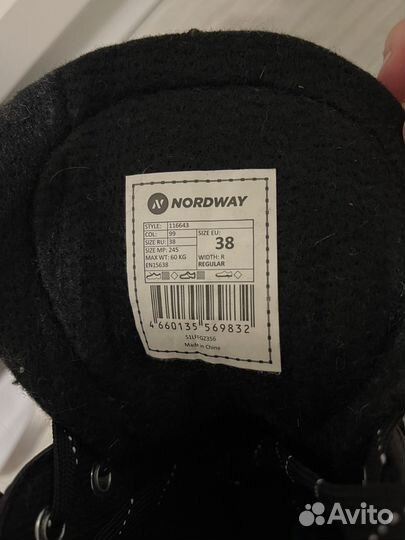 NORDWAY
STYLE: 116643
COL: 99
SIZE RU: 38
SIZE MP: 245
MAX WT: 60 KG
EN15638
SIZE EU:
38
WIDTH: R
REGULAR
4 660135 569832
Made in China
Avito